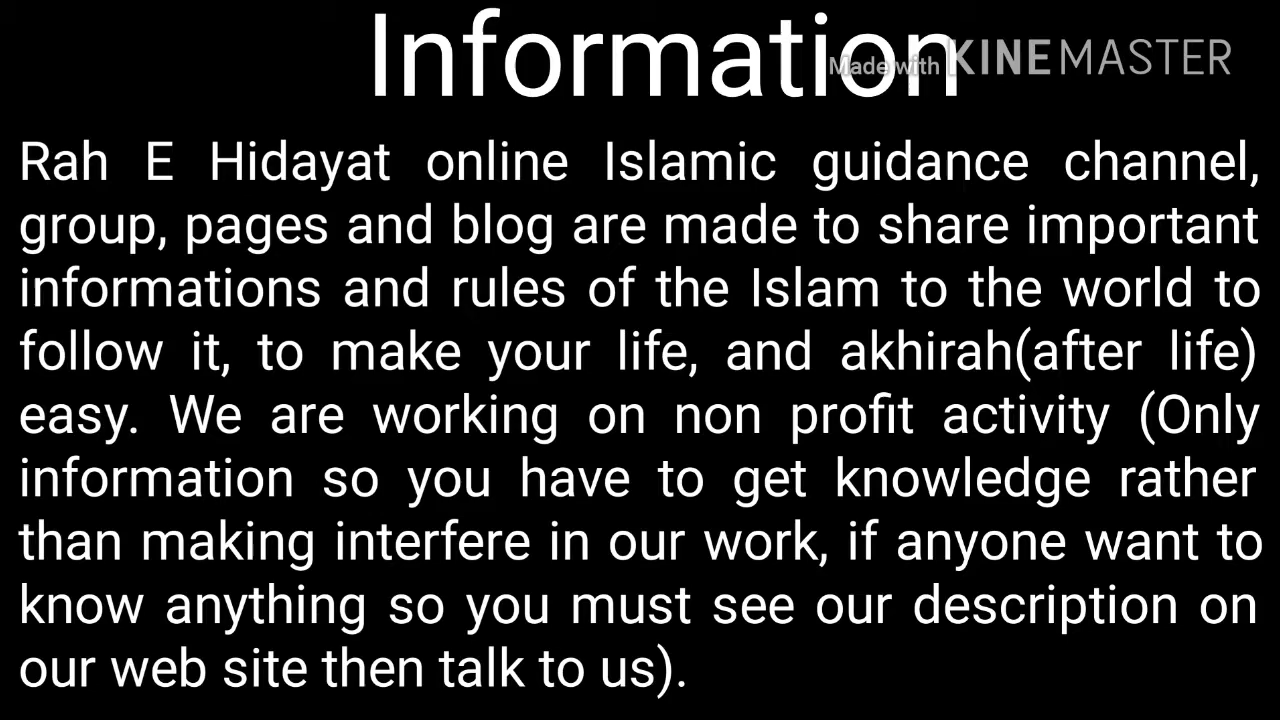 Information
Made with KINEMASTER
Rah E Hidayat online Islamic guidance channel,
group, pages and blog are made to share important
informations and rules of the Islam to the world to
follow it, to make your life, and akhirah(after life)
easy. We are working on non profit activity (Only
information so you have to get knowledge rather
than making interfere in our work, if anyone want to
know anything so you must see our description on
our web site then talk to us).